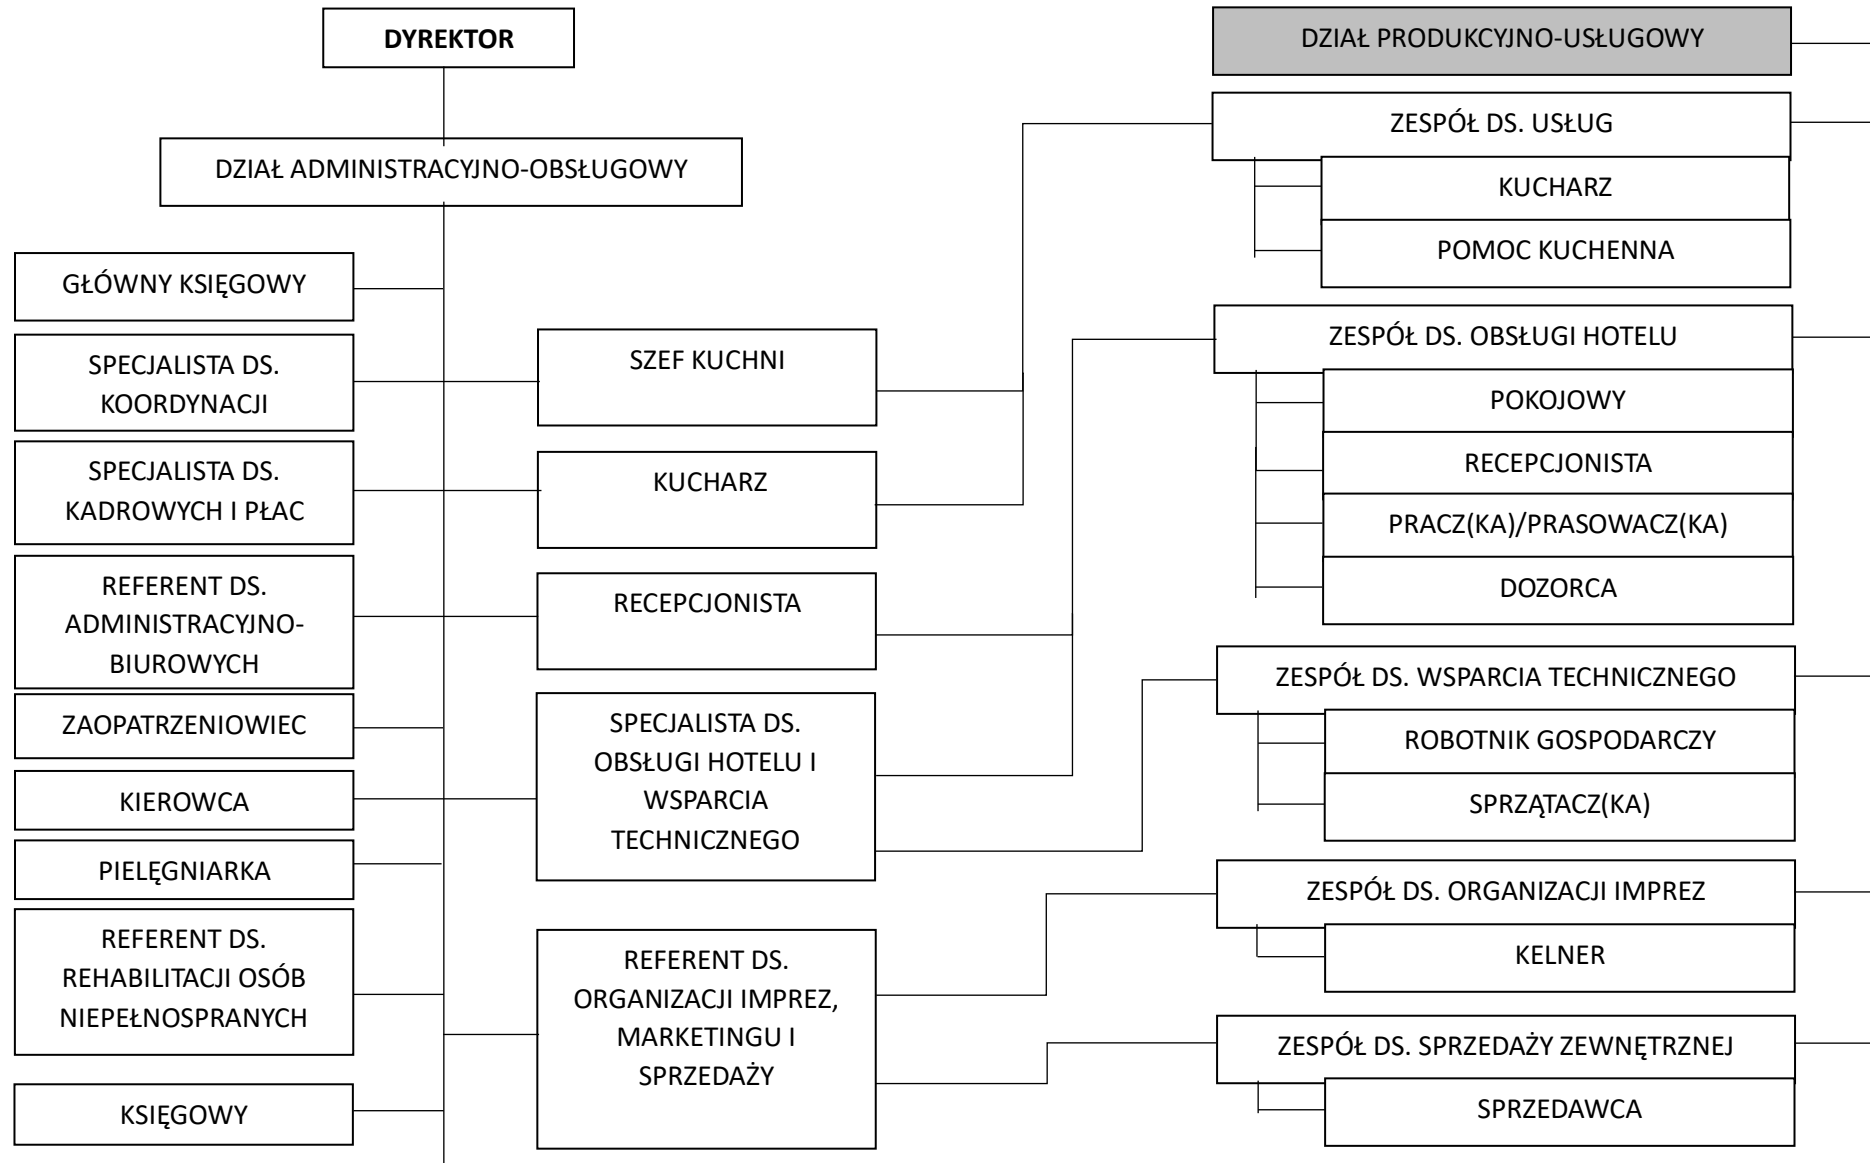 DYREKTOR
DZIAŁ ADMINISTRACYJNO-OBSŁUGOWY
GŁÓWNY KSIĘGOWY
SPECJALISTA DS.
KOORDYNACJI
SPECJALISTA DS.
KADROWYCH I PŁAC
REFERENT DS.
ADMINISTRACYJNO-
BIUROWYCH
ZAOPATRZENIOWIEC
KIEROWCA
PIELĘGNIARKA
REFERENT DS.
REHABILITACJI OSÓB
NIEPEŁNOSPRANYCH
KSIĘGOWY
SZEF KUCHNI
KUCHARZ
RECEPCJONISTA
SPECJALISTA DS.
OBSŁUGI HOTELU I
WSPARCIA
TECHNICZNEGO
REFERENT DS.
ORGANIZACJI IMPREZ,
MARKETINGU I
SPRZEDAŻY
DZIAŁ PRODUKCYJNO-USŁUGOWY
ZESPÓŁ DS. USŁUG
KUCHARZ
POMOC KUCHENNA
ZESPÓŁ DS. OBSŁUGI HOTELU
POKOJOWY
RECEPCJONISTA
PRACZ(KA)/PRASOWACZ(KA)
DOZORCA
ZESPÓŁ DS. WSPARCIA TECHNICZNEGO
ROBOTNIK GOSPODARCZY
SPRZĄTACZ(KA)
ZESPÓŁ DS. ORGANIZACJI IMPREZ
KELNER
ZESPÓŁ DS. SPRZEDAŻY ZEWNĘTRZNEJ
SPRZEDAWCA